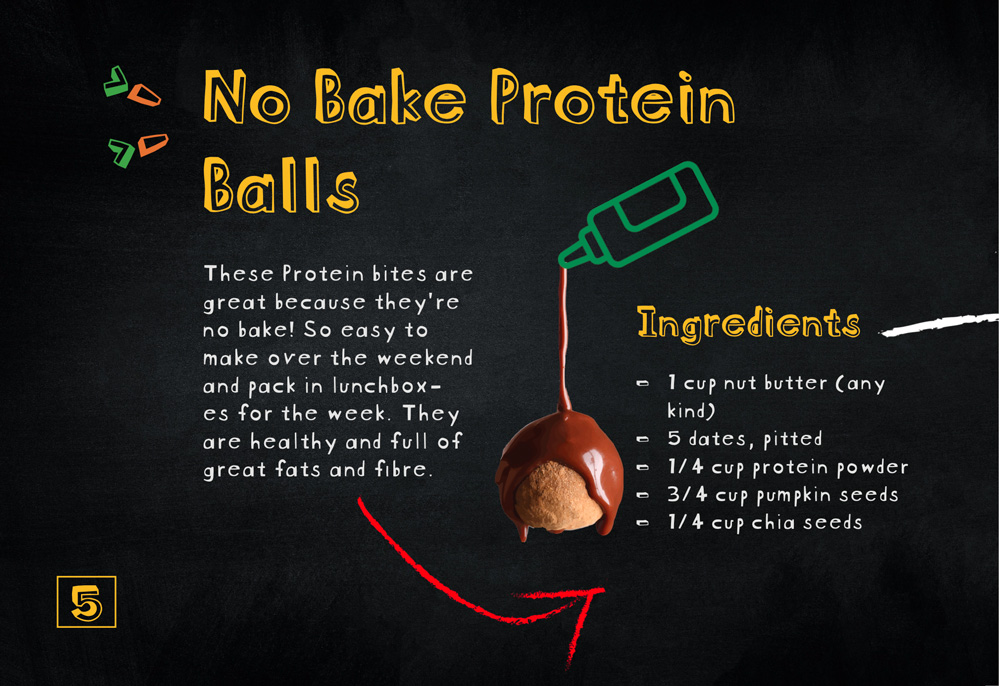 No Bake Protein
Balls
These Protein bites are
great because they're
no bake! So easy to
make over the weekend
and pack in lunchbox-
es for the week. They
are healthy and full of
great fats and fibre.
Ingredients
- 1 cup nut butter (any
kind)
- 5 dates, pitted
- 1/4 cup protein powder
- 3/4 cup pumpkin seeds
- 1/4 cup chia seeds
5